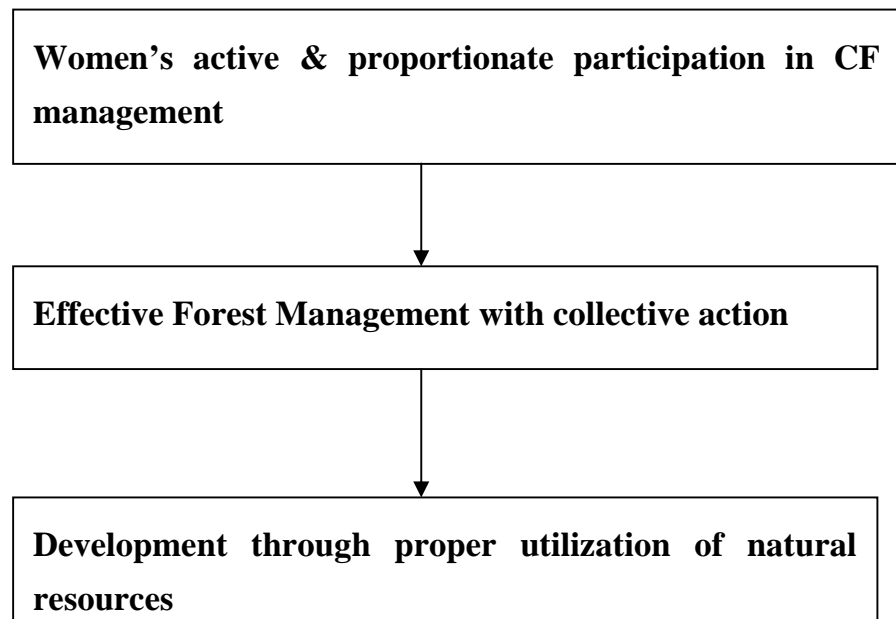 Women’s active & proportionate participation in CF
management
Effective Forest Management with collective action
Development through proper utilization of natural
resources